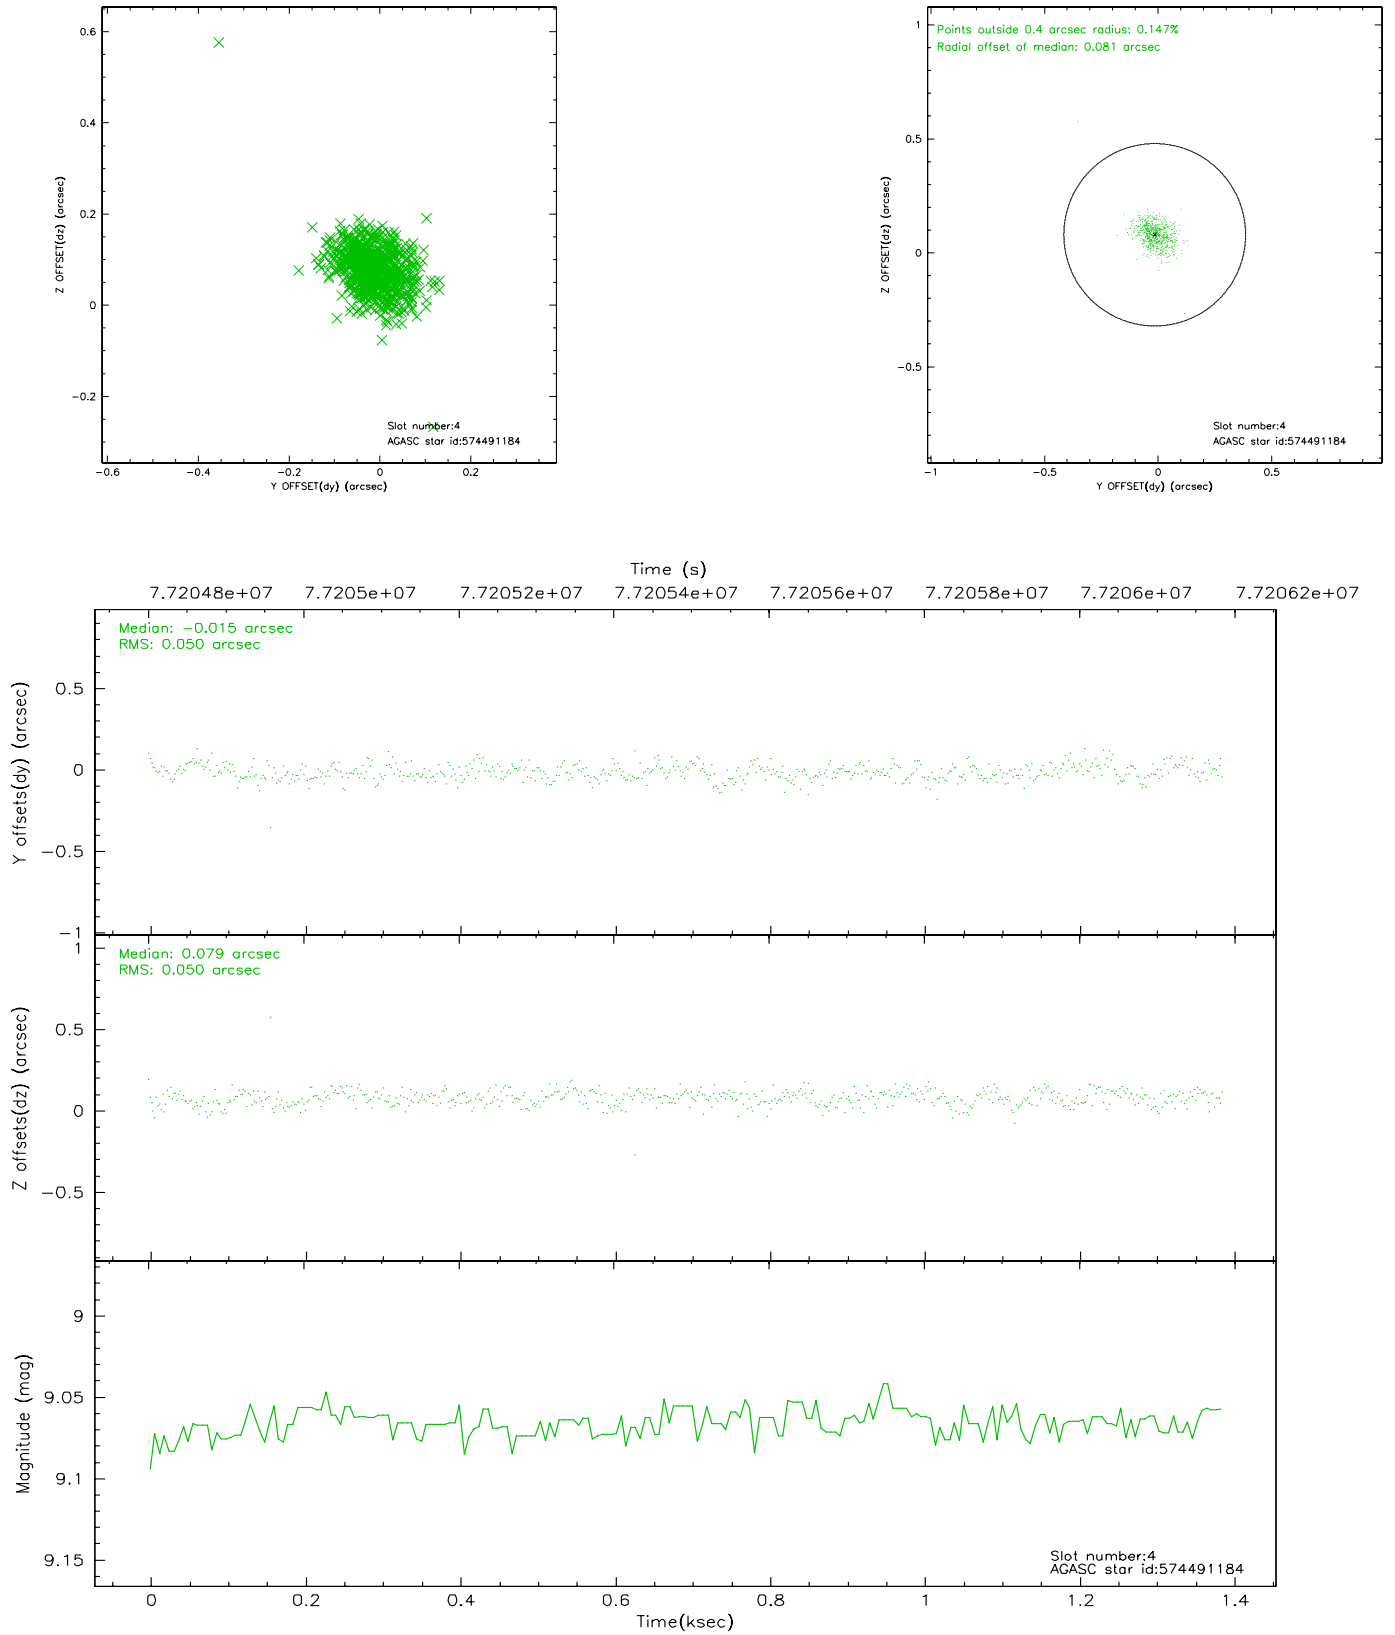 0.6
0.4
0.2
0
−0.2
Z OFFSET(dz) (arcsec)
−0.6 −0.4 −0.2 0 0.2
Y OFFSET(dy) (arcsec)
Slot number:4
AGASC star id:574491184
Points outside 0.4 arcsec radius: 0.147%
Radial offset of median: 0.081 arcsec
1
0.5
0
−0.5
Z OFFSET(dz) (arcsec)
−1 −0.5 0 0.5
Y OFFSET(dy) (arcsec)
Slot number:4
AGASC star id:574491184
Time (s)
7.72048e+07 7.7205e+07 7.72052e+07 7.72054e+07 7.72056e+07 7.72058e+07 7.7206e+07 7.72062e+07
Median: −0.015 arcsec
RMS: 0.050 arcsec
0.5
0
−0.5
−1
Y offsets(dy) (arcsec)
Median: 0.079 arcsec
RMS: 0.050 arcsec
1
0.5
0
−0.5
Z offsets(dz) (arcsec)
9
9.05
9.1
9.15
Magnitude (mag)
Slot number:4
AGASC star id:574491184
0 0.2 0.4 0.6 0.8 1 1.2 1.4
Time(ksec)